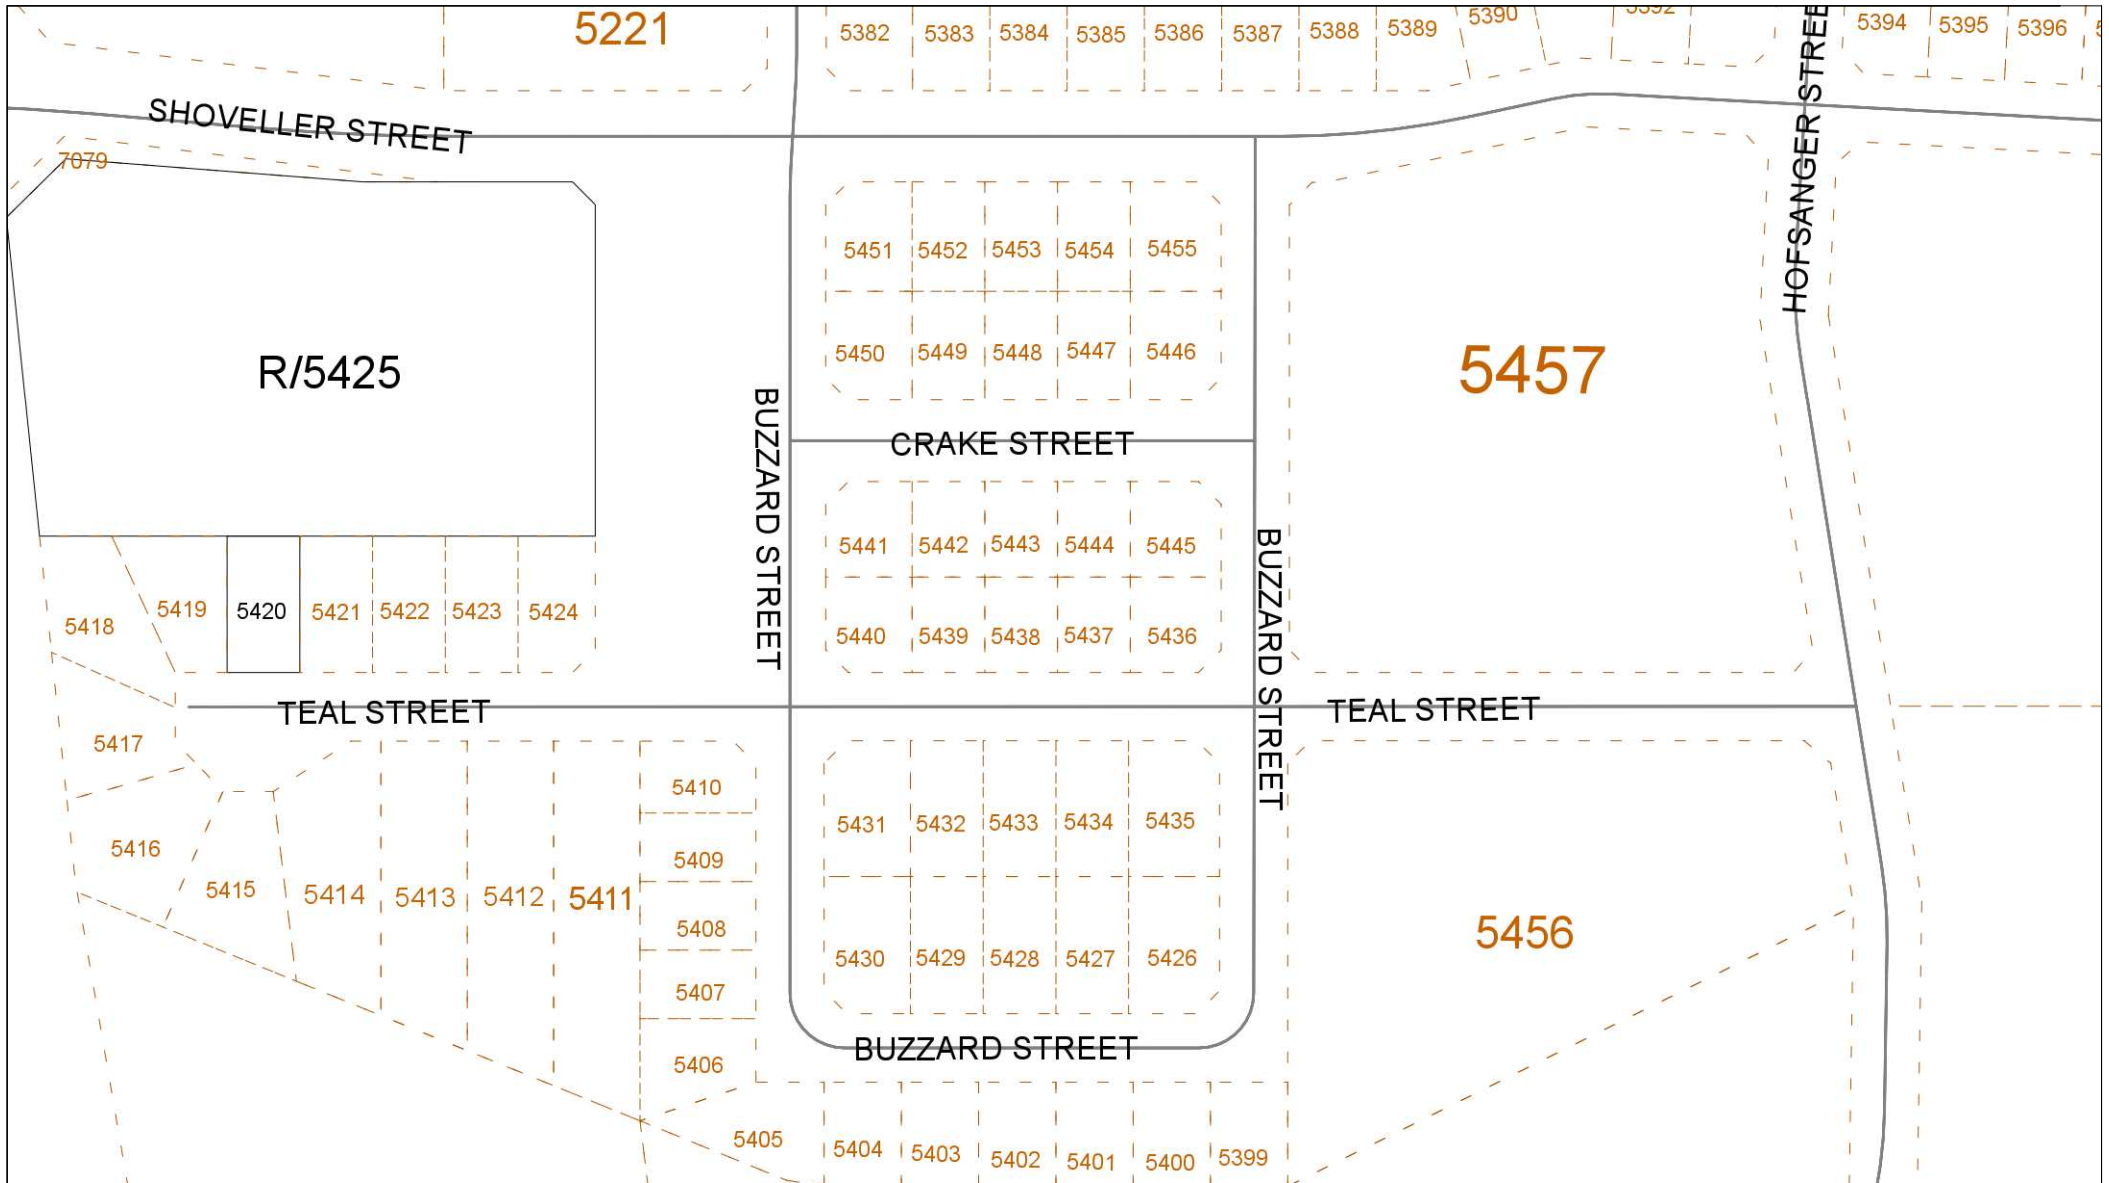 5221
5382 5383 5384 5385 5386 5387 5388 5389 5390 5392 5394 5395 5396
SHOVELLER STREET
HOFSANGER STREET
7079
5451 5452 5453 5454 5455
R/5425
5450 5449 5448 5447 5446
5457
BUZZARD STREET
CRAKE STREET
5441 5442 5443 5444 5445
BUZZARD STREET
5418 5419 5420 5421 5422 5423 5424
5440 5439 5438 5437 5436
TEAL STREET
TEAL STREET
5417
5410
5431 5432 5433 5434 5435
5416
5409
5415 5414 5413 5412 5411
5408
5456
5430 5429 5428 5427 5426
5407
BUZZARD STREET
5406
5405 5404 5403 5402 5401 5400 5399